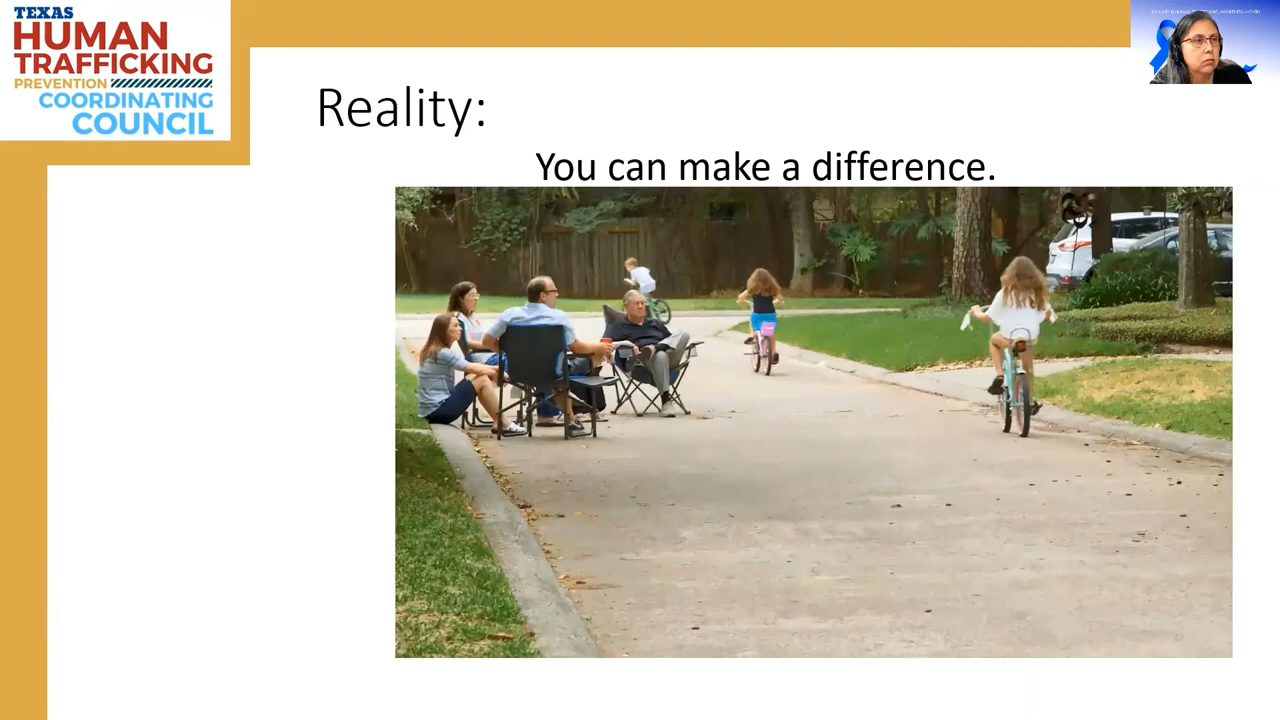 TEXAS
HUMAN
TRAFFICKING
PREVENTION
COORDINATING
COUNCIL
Reality:
You can make a difference.